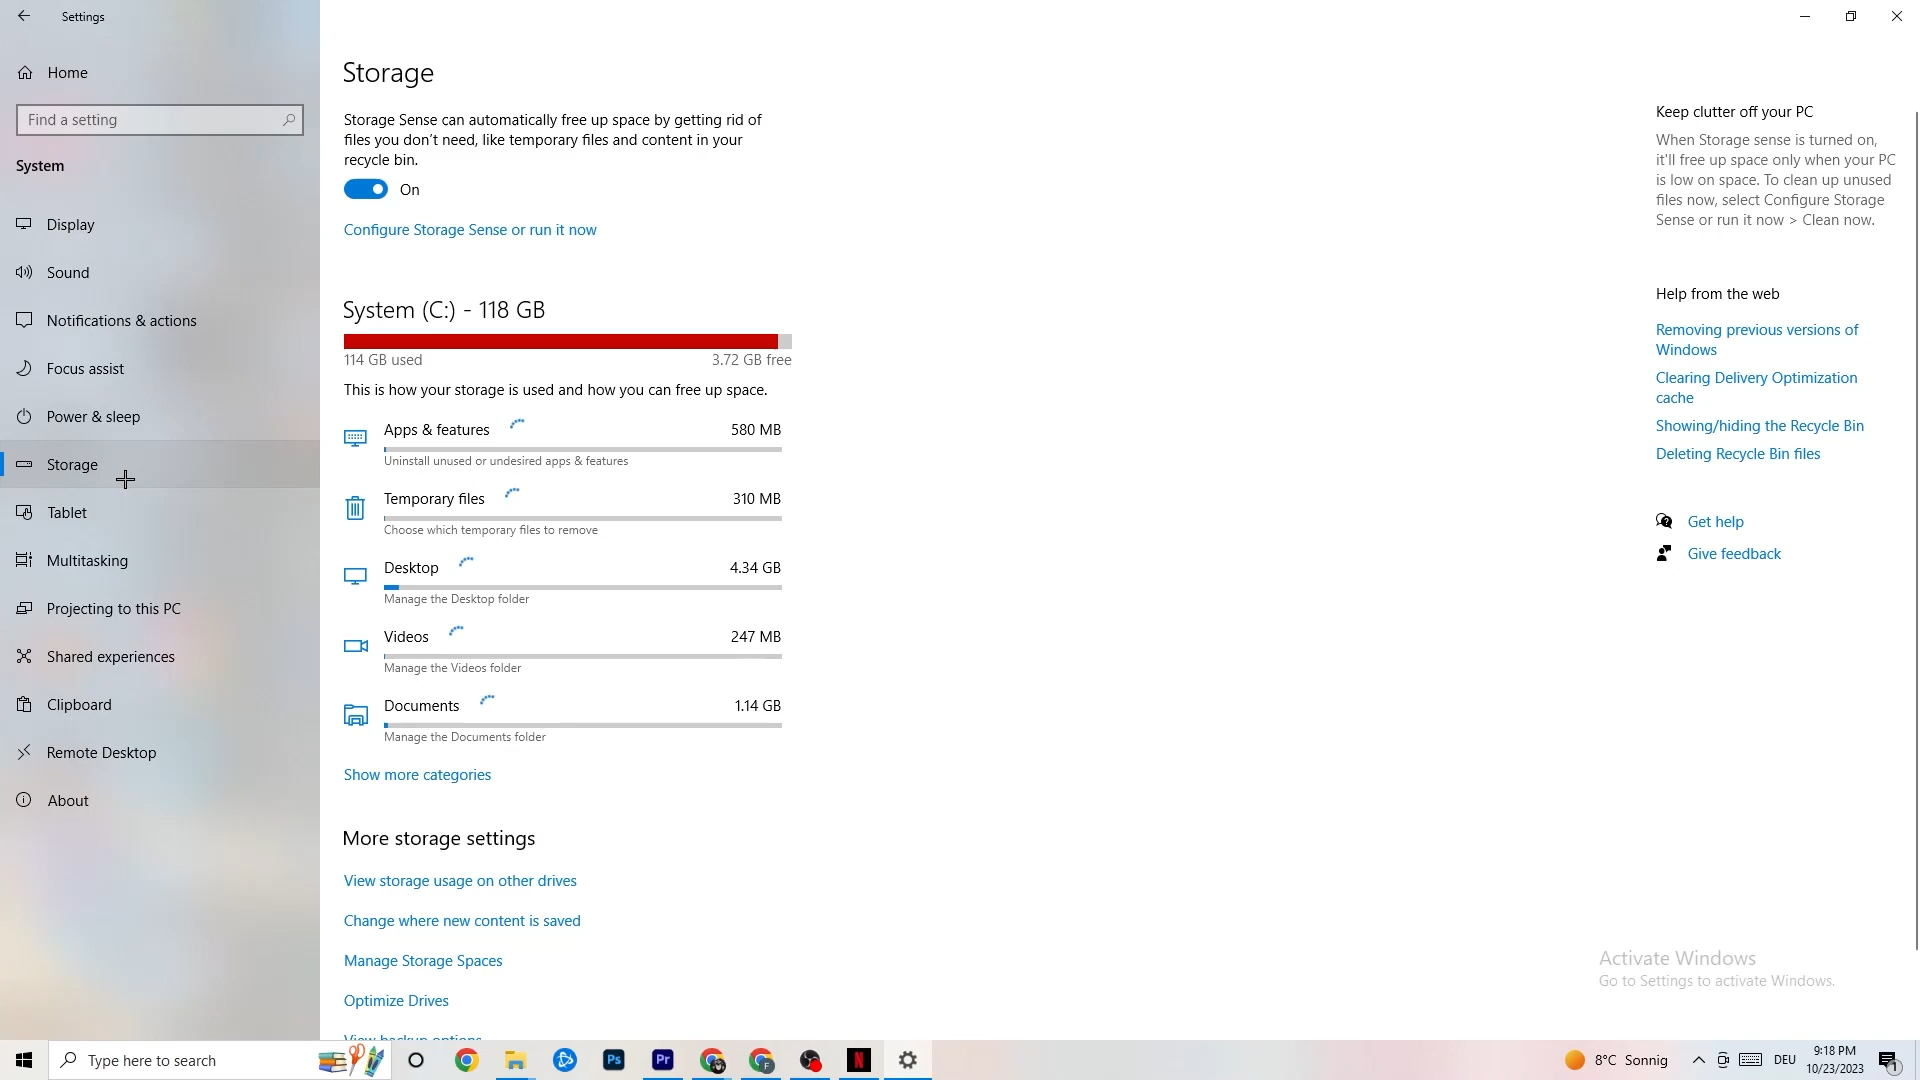 Settings
Home
Find a setting
System
Display
Sound
Notifications & actions
Focus assist
Power & sleep
Storage
Tablet
Multitasking
Projecting to this PC
Shared experiences
Clipboard
Remote Desktop
About
Storage
Storage Sense can automatically free up space by getting rid of
files you don't need, like temporary files and content in your
recycle bin.
On
Configure Storage Sense or run it now
System (C:) - 118 GB
114 GB used 3.72 GB free
This is how your storage is used and how you can free up space.
Apps & features 580 MB
Uninstall unused or undesired apps & features
Temporary files 310 MB
Choose which temporary files to remove
Desktop 4.34 GB
Manage the Desktop folder
Videos 247 MB
Manage the Videos folder
Documents 1.14 GB
Manage the Documents folder
Show more categories
More storage settings
View storage usage on other drives
Change where new content is saved
Manage Storage Spaces
Optimize Drives
View backup options
Keep clutter off your PC
When Storage sense is turned on,
it'll free up space only when your PC
is low on space. To clean up unused
files now, select Configure Storage
Sense or run it now > Clean now.
Help from the web
Removing previous versions of
Windows
Clearing Delivery Optimization
cache
Showing/hiding the Recycle Bin
Deleting Recycle Bin files
Get help
Give feedback
Activate Windows
Go to Settings to activate Windows.
Type here to search
Ps
Pr
F
N
8°C Sonnig
DEU
9:18 PM
10/23/2023
1